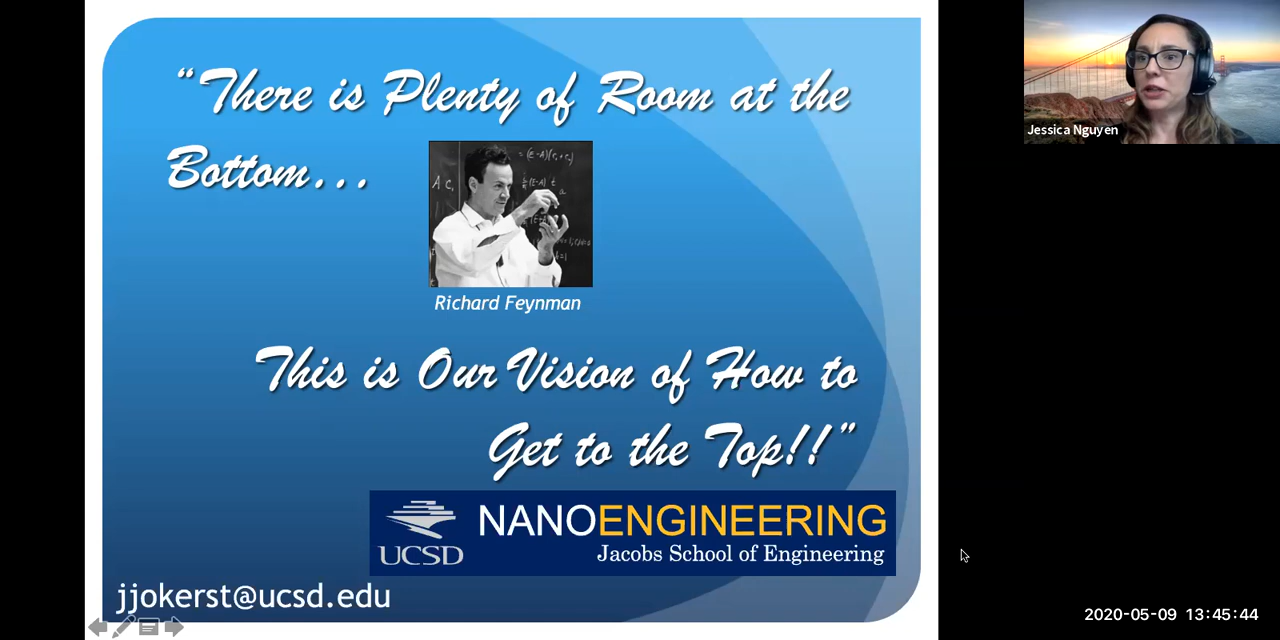 “There is Plenty of Room at the
Bottom...
Richard Feynman
This is Our Vision of How to
Get to the Top!!”
UCSD
NANOENGINEERING
Jacobs School of Engineering
jjokerst@ucsd.edu
Jessica Nguyen
2020-05-09 13:45:44